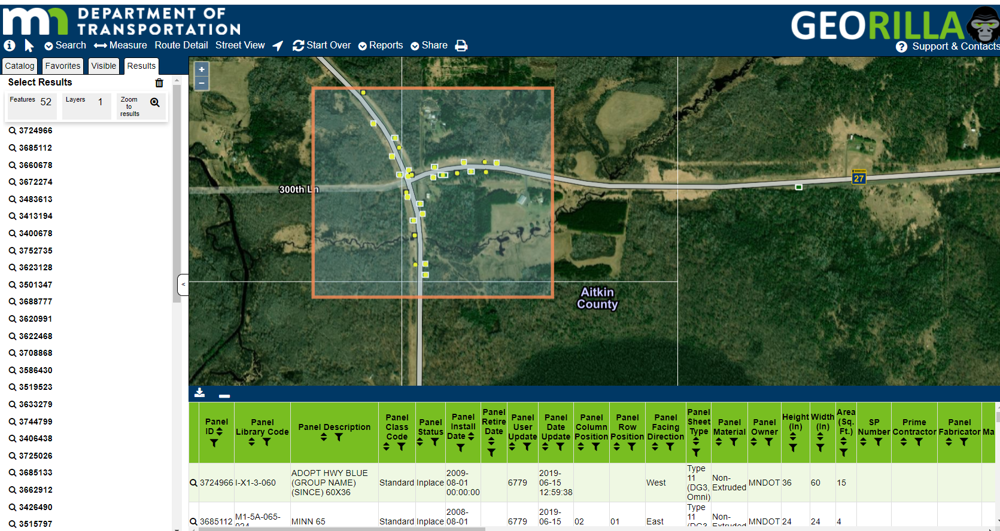 DEPARTMENT OF
TRANSPORTATION
GEORILLA
Search Measure Route Detail Street View Start Over Reports Share
Support & Contacts
Catalog Favorites Visible Results
Select Results
Features 52 Layers 1 Zoom to results
3724966
3685112
3660678
3672274
3483613
3413194
3400678
3752735
3623128
3501347
3688777
3620991
3622468
3708868
3586430
3519523
3633279
3744799
3406438
3725026
3685133
3662912
3426490
3515797
+
−
<
300th Ln
27
Aitkin
County
Panel ID Panel Library Code Panel Description Panel Class Code Panel Status Panel Install Date Panel Retire Date Panel User Update Panel Date Update Panel Column Position Panel Row Position Panel Facing Direction Panel Sheet Type Panel Material Panel Owner Height (In) Width (In) Area (Sq. Ft.) SP Number Prime Contractor Panel Fabricator Ma
3724966 I-X1-3-060 ADOPT HWY BLUE (GROUP NAME) (SINCE) 60X36 Standard Inplace 2009-08-01 00:00:00 6779 2019-06-15 12:59:38 West Type 11 (DG3, Omni) Non-Extruded MNDOT 36 60 15
3685112 M1-5A-065-024 MINN 65 Standard Inplace 2008-08-01 6779 2019-06-15 02 01 East Type 11 (DG3 Non-Extruded MNDOT 24 24 4